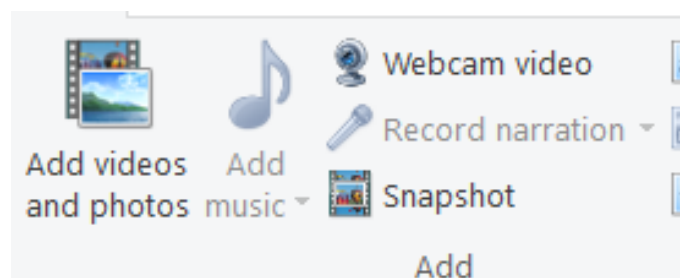 Add videos
and photos
Add
music
Webcam video
Record narration
Snapshot
Add